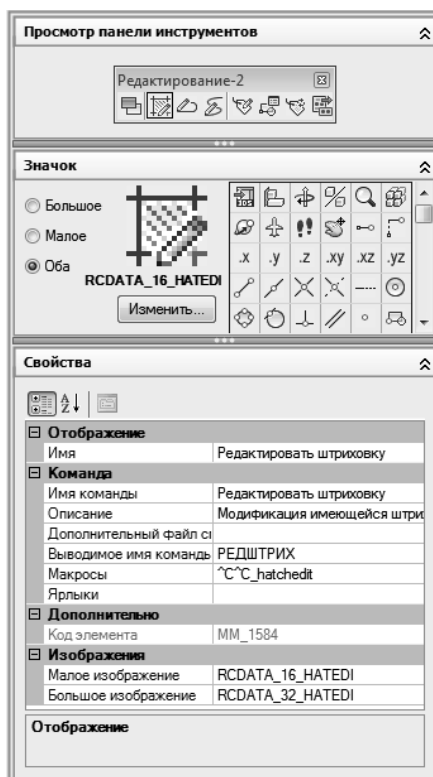 Просмотр панели инструментов
Редактирование-2
Значок
Большое
Малое
Оба
RCDATA_16_HATEDI
Изменить...
.X .Y .Z .XY .XZ .YZ
Свойства
Отображение
Имя Редактировать штриховку
Команда
Имя команды Редактировать штриховку
Описание Модификация имеющейся штри
Дополнительный файл с
Выводимое имя команды РЕДШТРИХ
Макросы ^C^C_hatchedit
Ярлыки
Дополнительно
Код элемента MM_1584
Изображения
Малое изображение RCDATA_16_HATEDI
Большое изображение RCDATA_32_HATEDI
Отображение